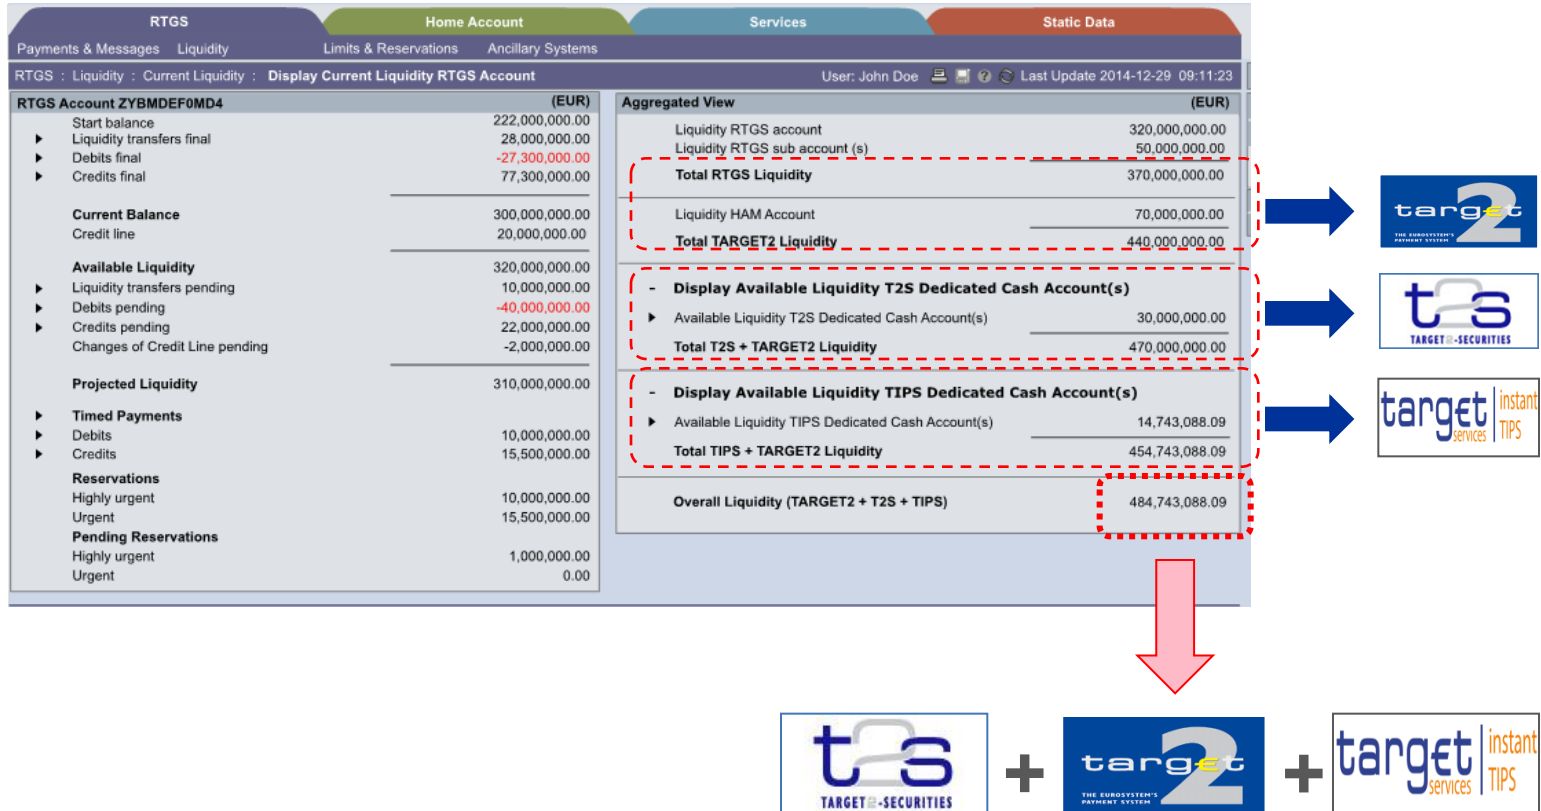 RTGS Home Account Services Static Data
Payments & Messages Liquidity Limits & Reservations Ancillary Systems
RTGS : Liquidity : Current Liquidity : Display Current Liquidity RTGS Account User: John Doe Last Update 2014-12-29 09:11:23
RTGS Account ZYBMDEF0MD4 (EUR)
Start balance 222,000,000.00
Liquidity transfers final 28,000,000.00
Debits final -27,300,000.00
Credits final 77,300,000.00
Current Balance 300,000,000.00
Credit line 20,000,000.00
Available Liquidity 320,000,000.00
Liquidity transfers pending 10,000,000.00
Debits pending -40,000,000.00
Credits pending 22,000,000.00
Changes of Credit Line pending -2,000,000.00
Projected Liquidity 310,000,000.00
Timed Payments
Debits 10,000,000.00
Credits 15,500,000.00
Reservations
Highly urgent 10,000,000.00
Urgent 15,500,000.00
Pending Reservations
Highly urgent 1,000,000.00
Urgent 0.00
Aggregated View (EUR)
Liquidity RTGS account 320,000,000.00
Liquidity RTGS sub account (s) 50,000,000.00
Total RTGS Liquidity 370,000,000.00
Liquidity HAM Account 70,000,000.00
Total TARGET2 Liquidity 440,000,000.00
- Display Available Liquidity T2S Dedicated Cash Account(s)
Available Liquidity T2S Dedicated Cash Account(s) 30,000,000.00
Total T2S + TARGET2 Liquidity 470,000,000.00
- Display Available Liquidity TIPS Dedicated Cash Account(s)
Available Liquidity TIPS Dedicated Cash Account(s) 14,743,088.09
Total TIPS + TARGET2 Liquidity 454,743,088.09
Overall Liquidity (TARGET2 + T2S + TIPS) 484,743,088.09
target 2
THE EUROSYSTEM'S
PAYMENT SYSTEM
t2s
TARGET2-SECURITIES
target instant
services TIPS
t2s
TARGET2-SECURITIES
+
target 2
THE EUROSYSTEM'S
PAYMENT SYSTEM
+
target instant
services TIPS